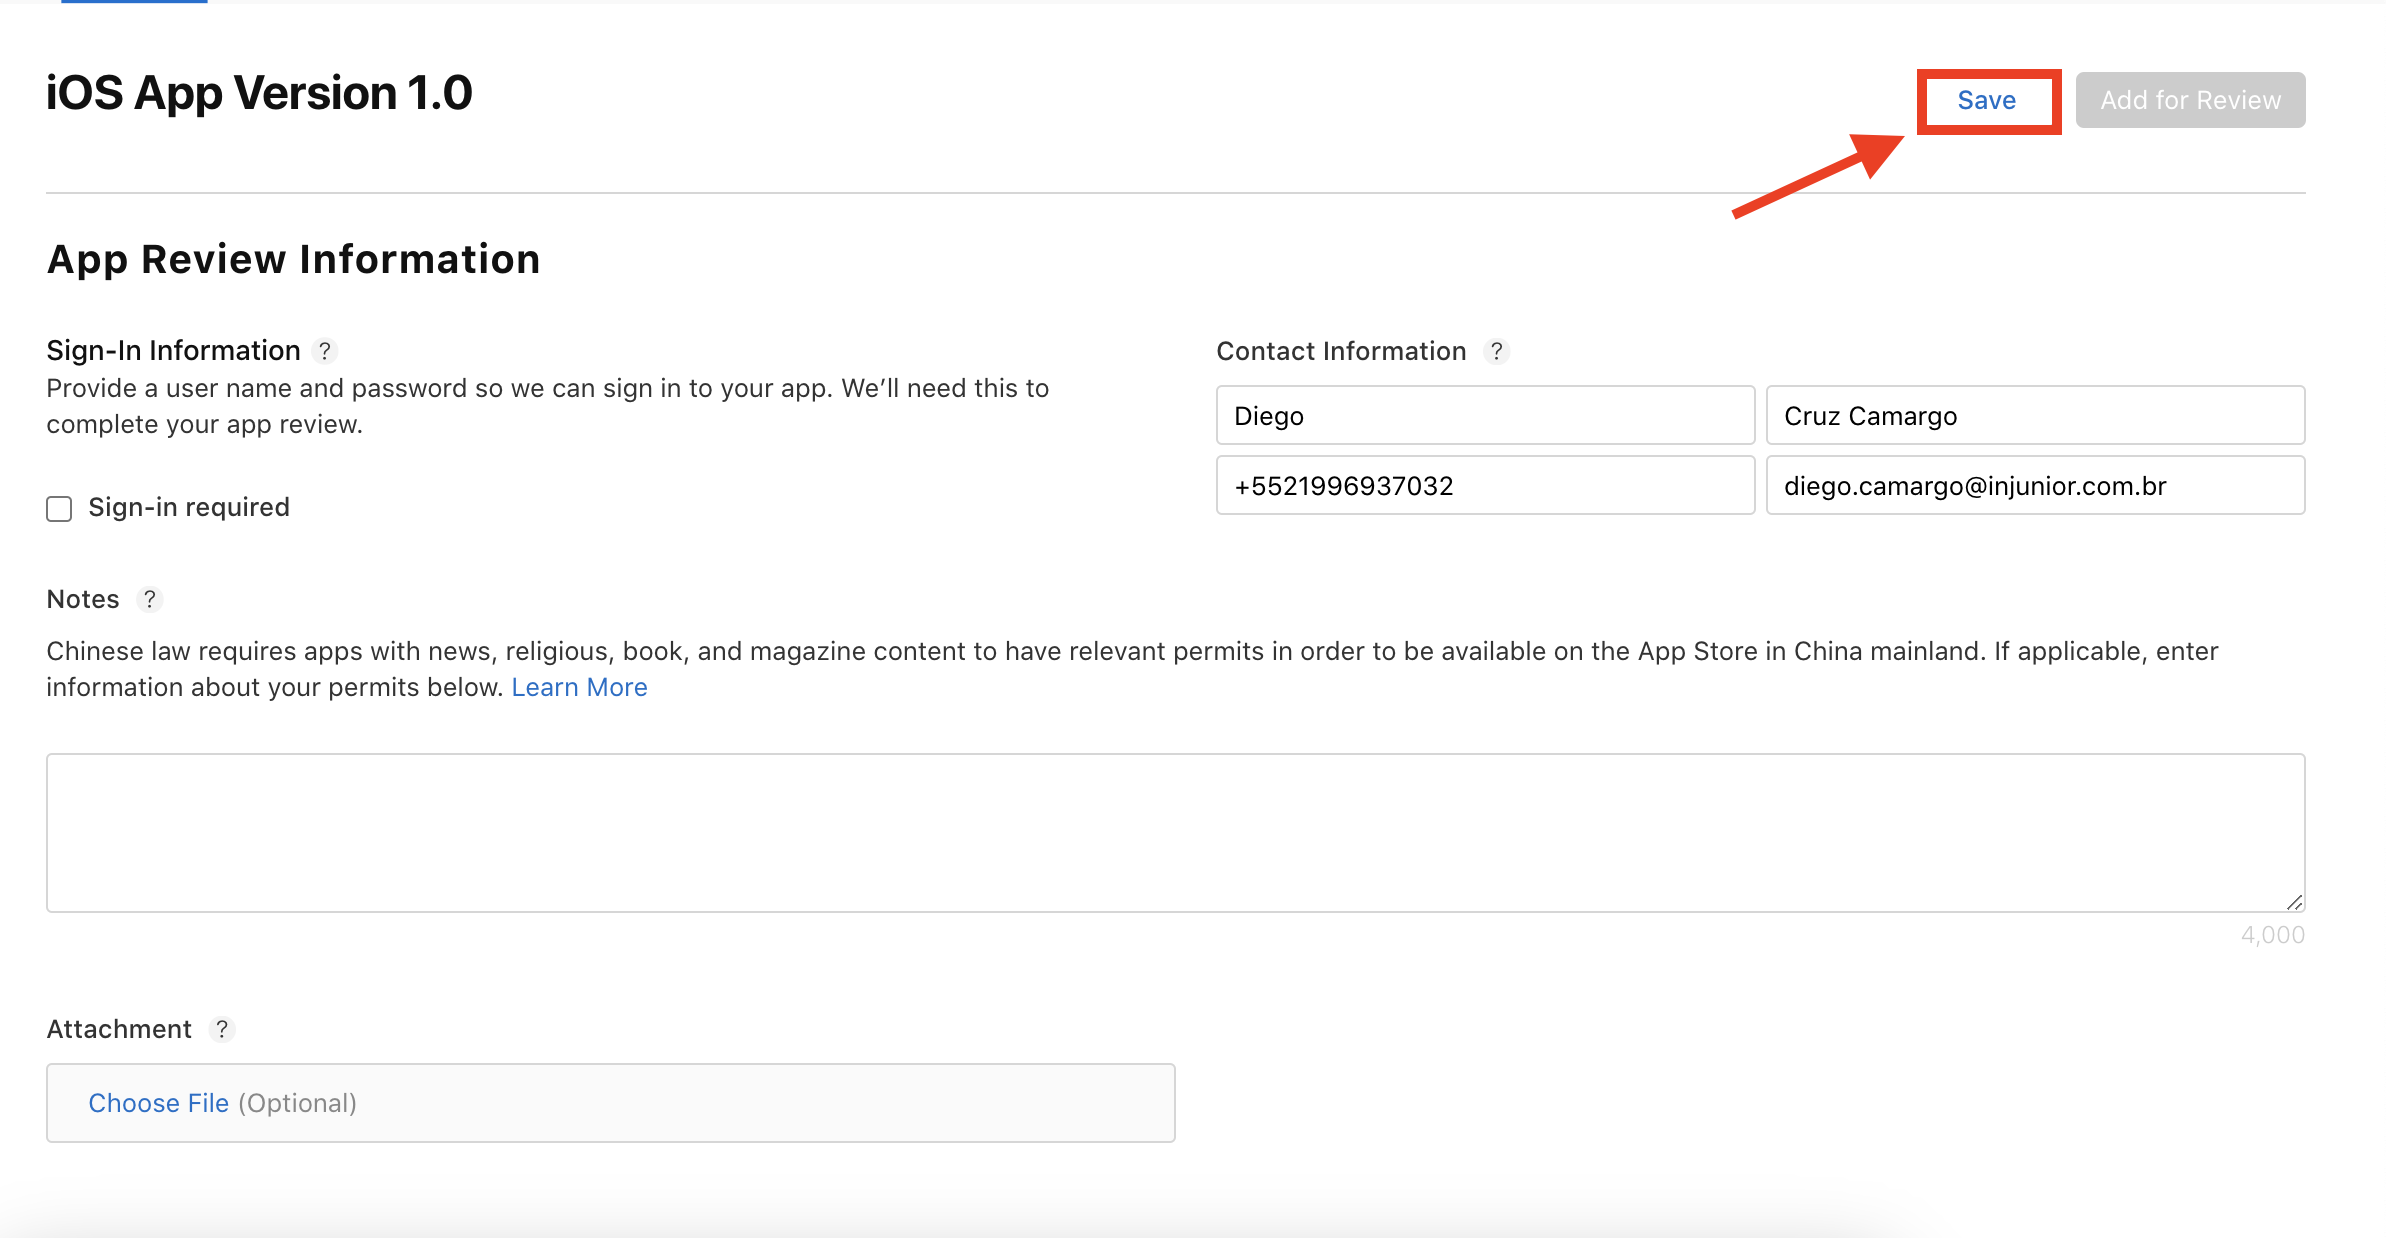 iOS App Version 1.0
Save
Add for Review
App Review Information
Sign-In Information ?
Provide a user name and password so we can sign in to your app. We’ll need this to
complete your app review.
Sign-in required
Contact Information ?
Diego
Cruz Camargo
+5521996937032
diego.camargo@injunior.com.br
Notes ?
Chinese law requires apps with news, religious, book, and magazine content to have relevant permits in order to be available on the App Store in China mainland. If applicable, enter
information about your permits below. Learn More
4,000
Attachment ?
Choose File (Optional)